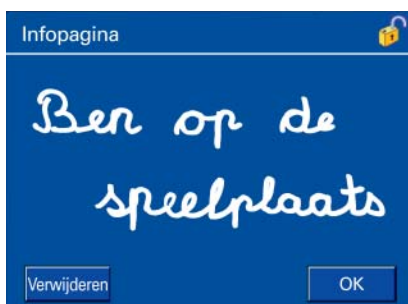 Infopagina
Ben op de
speelplaats
Verwijderen
OK